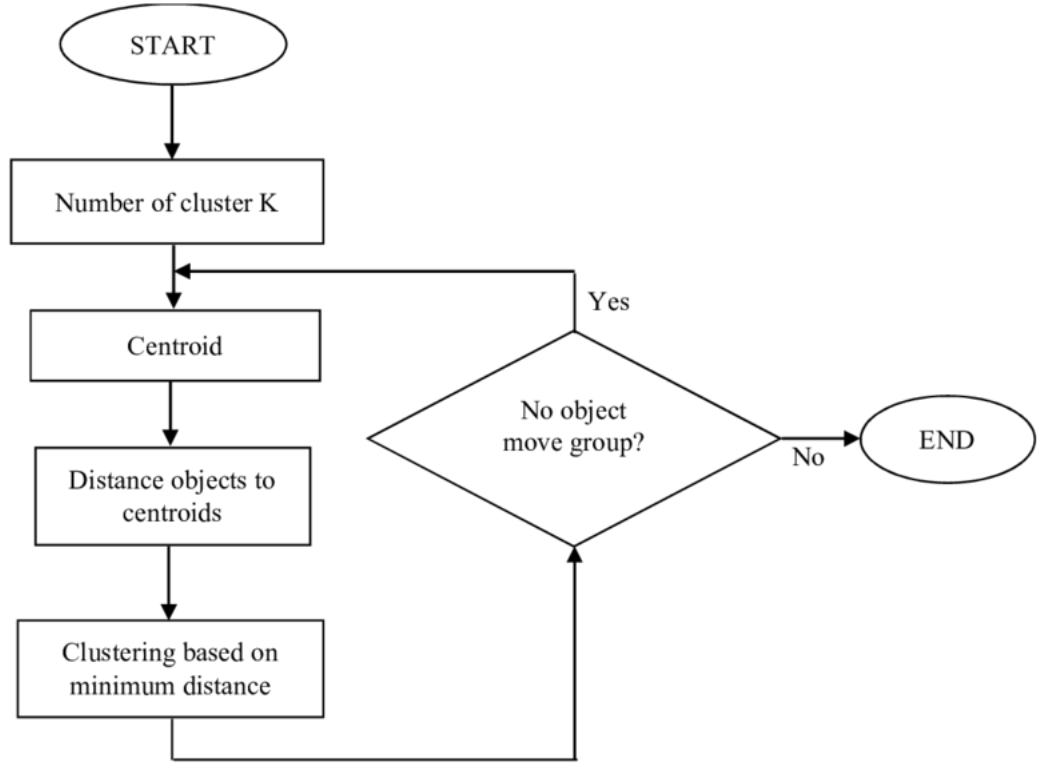 START
Number of cluster K
Centroid
Distance objects to
centroids
Clustering based on
minimum distance
Yes
No object
move group?
No
END